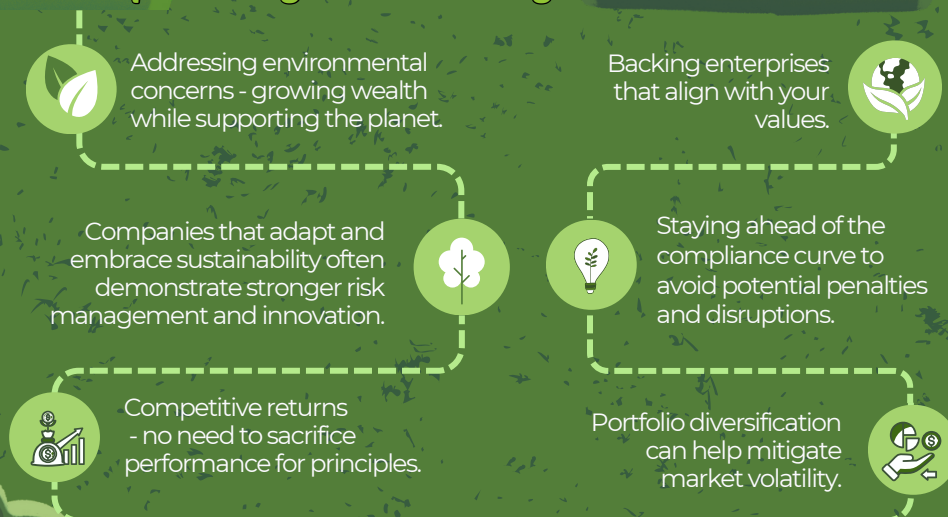 Addressing environmental
concerns - growing wealth
while supporting the planet.
Companies that adapt and
embrace sustainability often
demonstrate stronger risk
management and innovation.
Competitive returns
- no need to sacrifice
performance for principles.
Backing enterprises
that align with your
values.
Staying ahead of the
compliance curve to
avoid potential penalties
and disruptions.
Portfolio diversification
can help mitigate
market volatility.